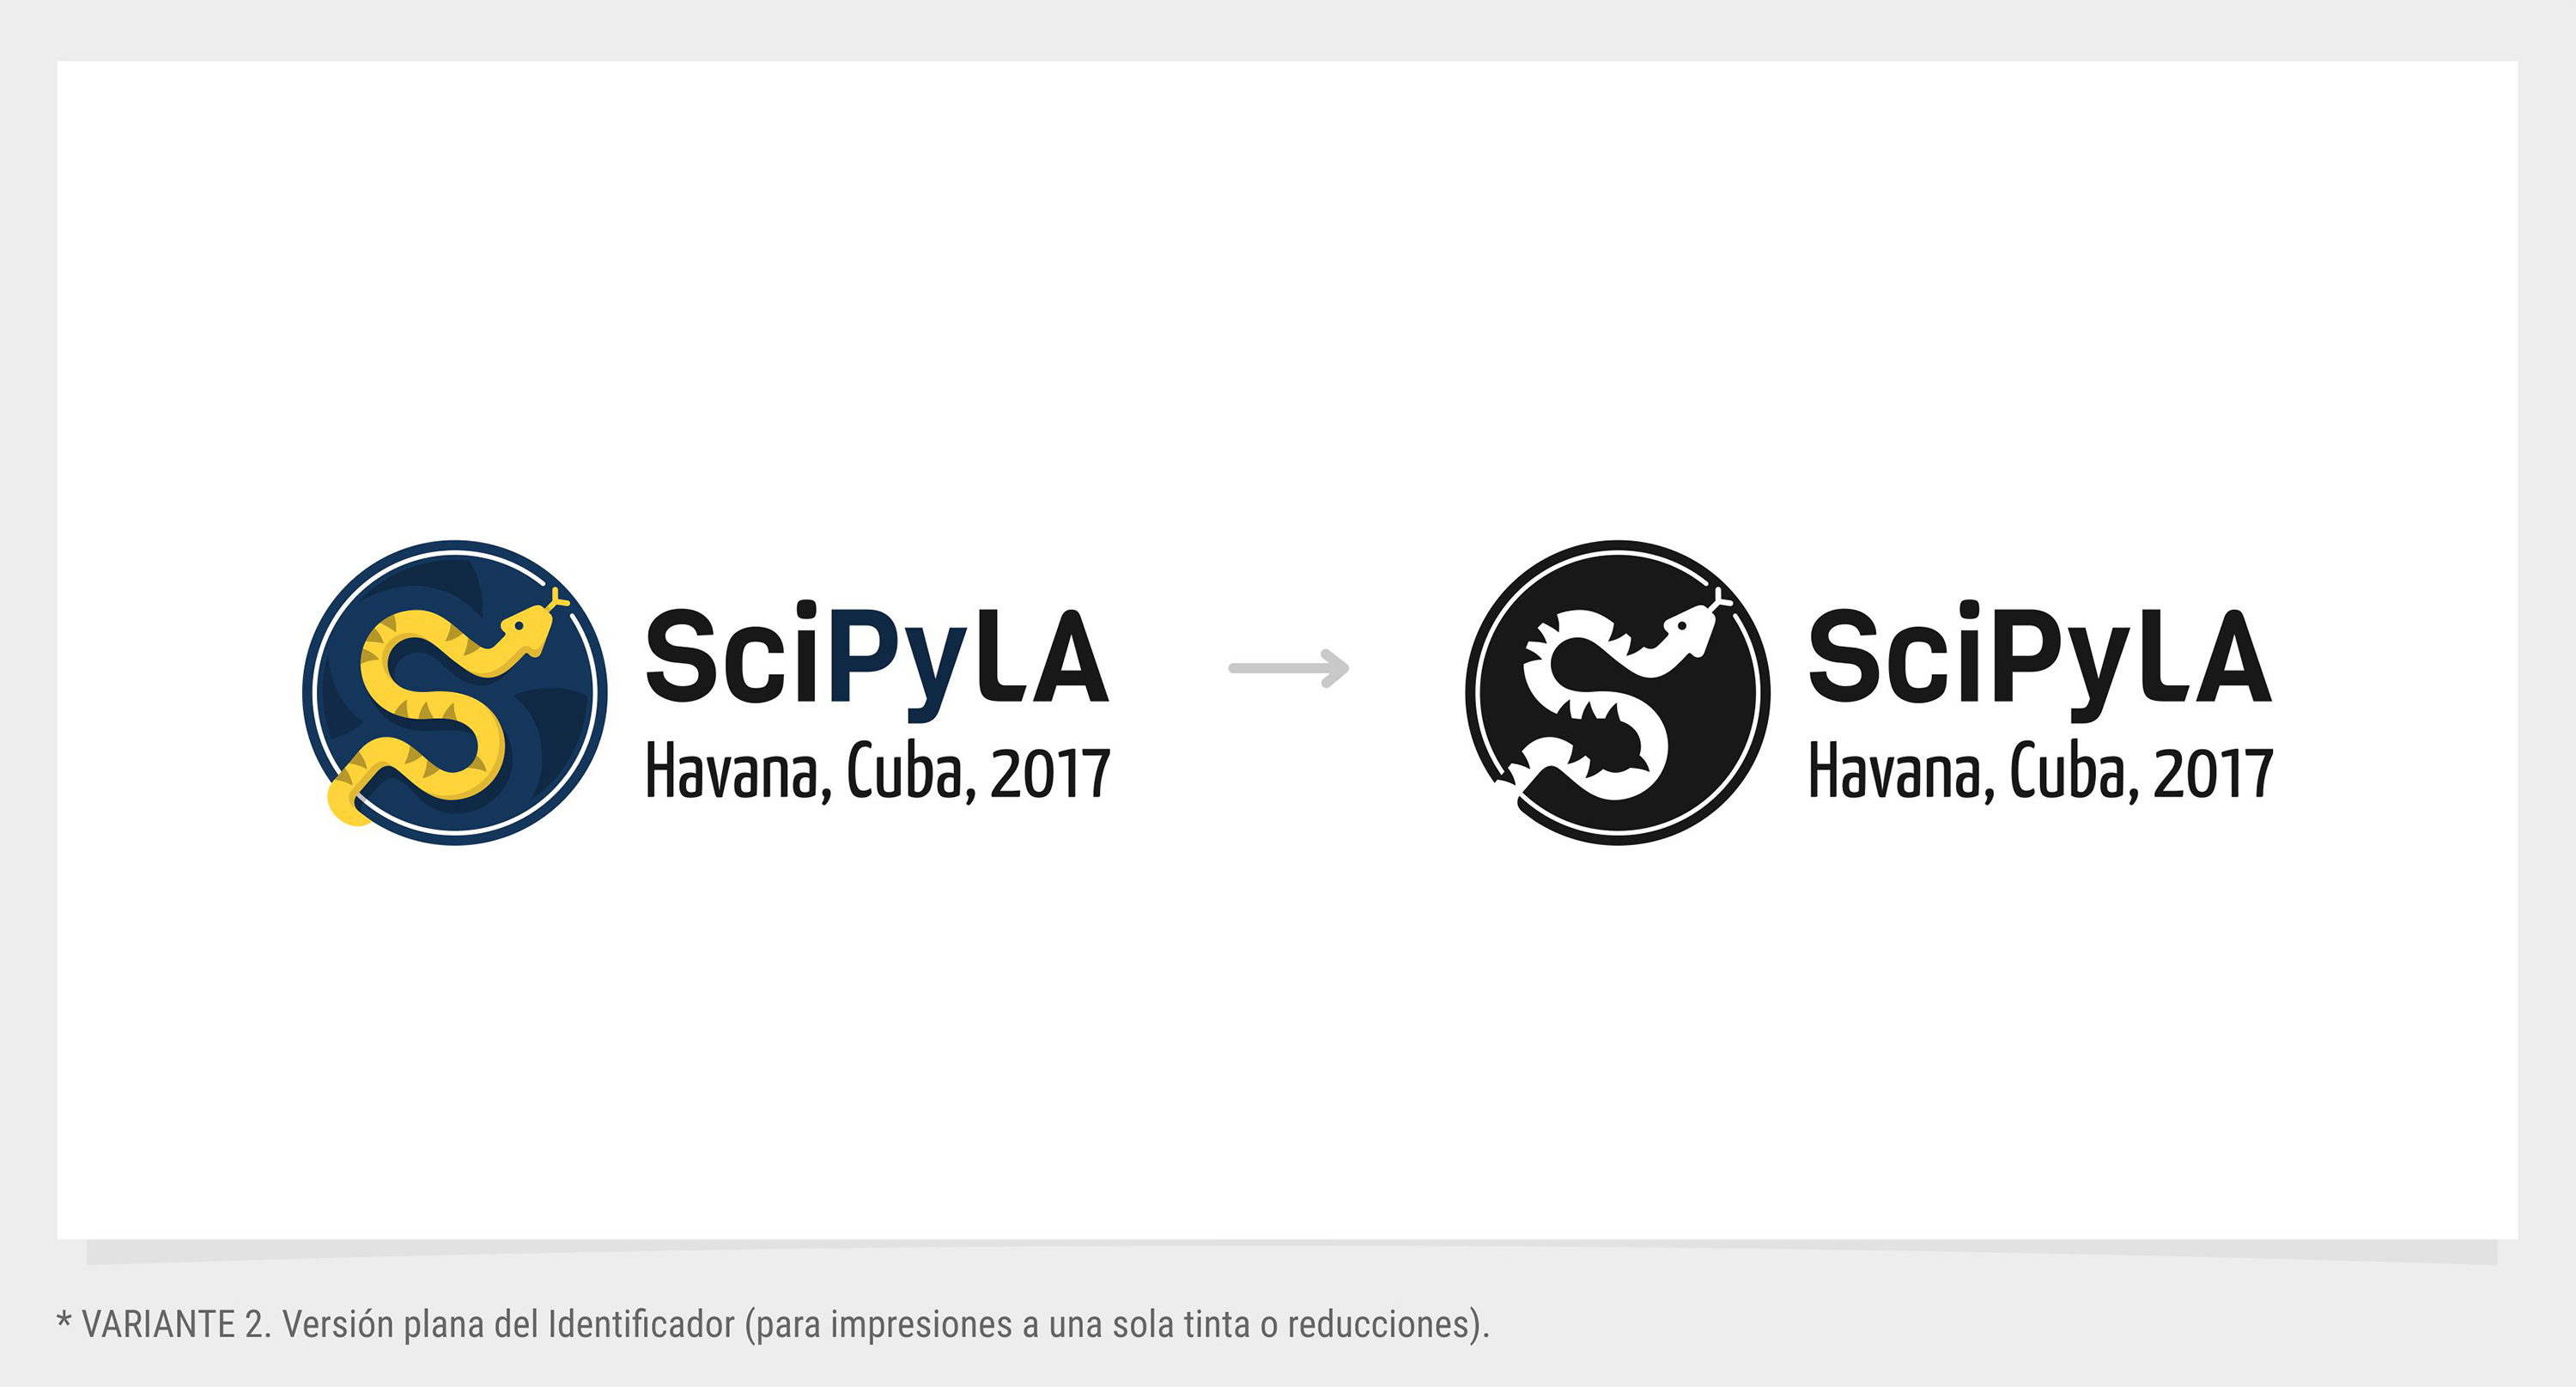 SciPyLA
Havana, Cuba, 2017
SciPyLA
Havana, Cuba, 2017
* VARIANTE 2. Versión plana del Identificador (para impresiones a una sola tinta o reducciones).